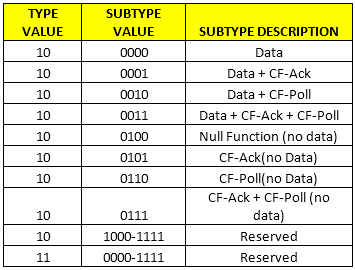 TYPE VALUE SUBTYPE VALUE SUBTYPE DESCRIPTION
10 0000 Data
10 0001 Data + CF-Ack
10 0010 Data + CF-Poll
10 0011 Data + CF-Ack + CF-Poll
10 0100 Null Function (no data)
10 0101 CF-Ack(no Data)
10 0110 CF-Poll(no Data)
10 0111 CF-Ack + CF-Poll (no data)
10 1000-1111 Reserved
11 0000-1111 Reserved